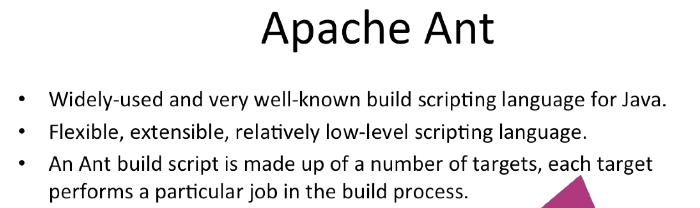 Apache Ant
• Widely-used and very well-known build scripting language for Java.
• Flexible, extensible, relatively low-level scripting language.
• An Ant build script is made up of a number of targets, each target
performs a particular job in the build process.